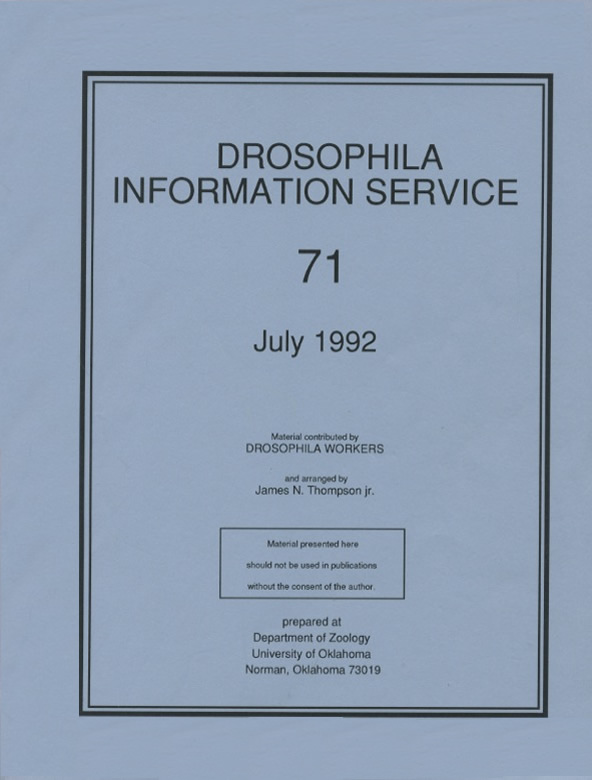 DROSOPHILA
INFORMATION SERVICE
71
July 1992
Material contributed by
DROSOPHILA WORKERS
and arranged by
James N. Thompson jr.
Material presented here
should not be used in publications
without the consent of the author.
prepared at
Department of Zoology
University of Oklahoma
Norman, Oklahoma 73019